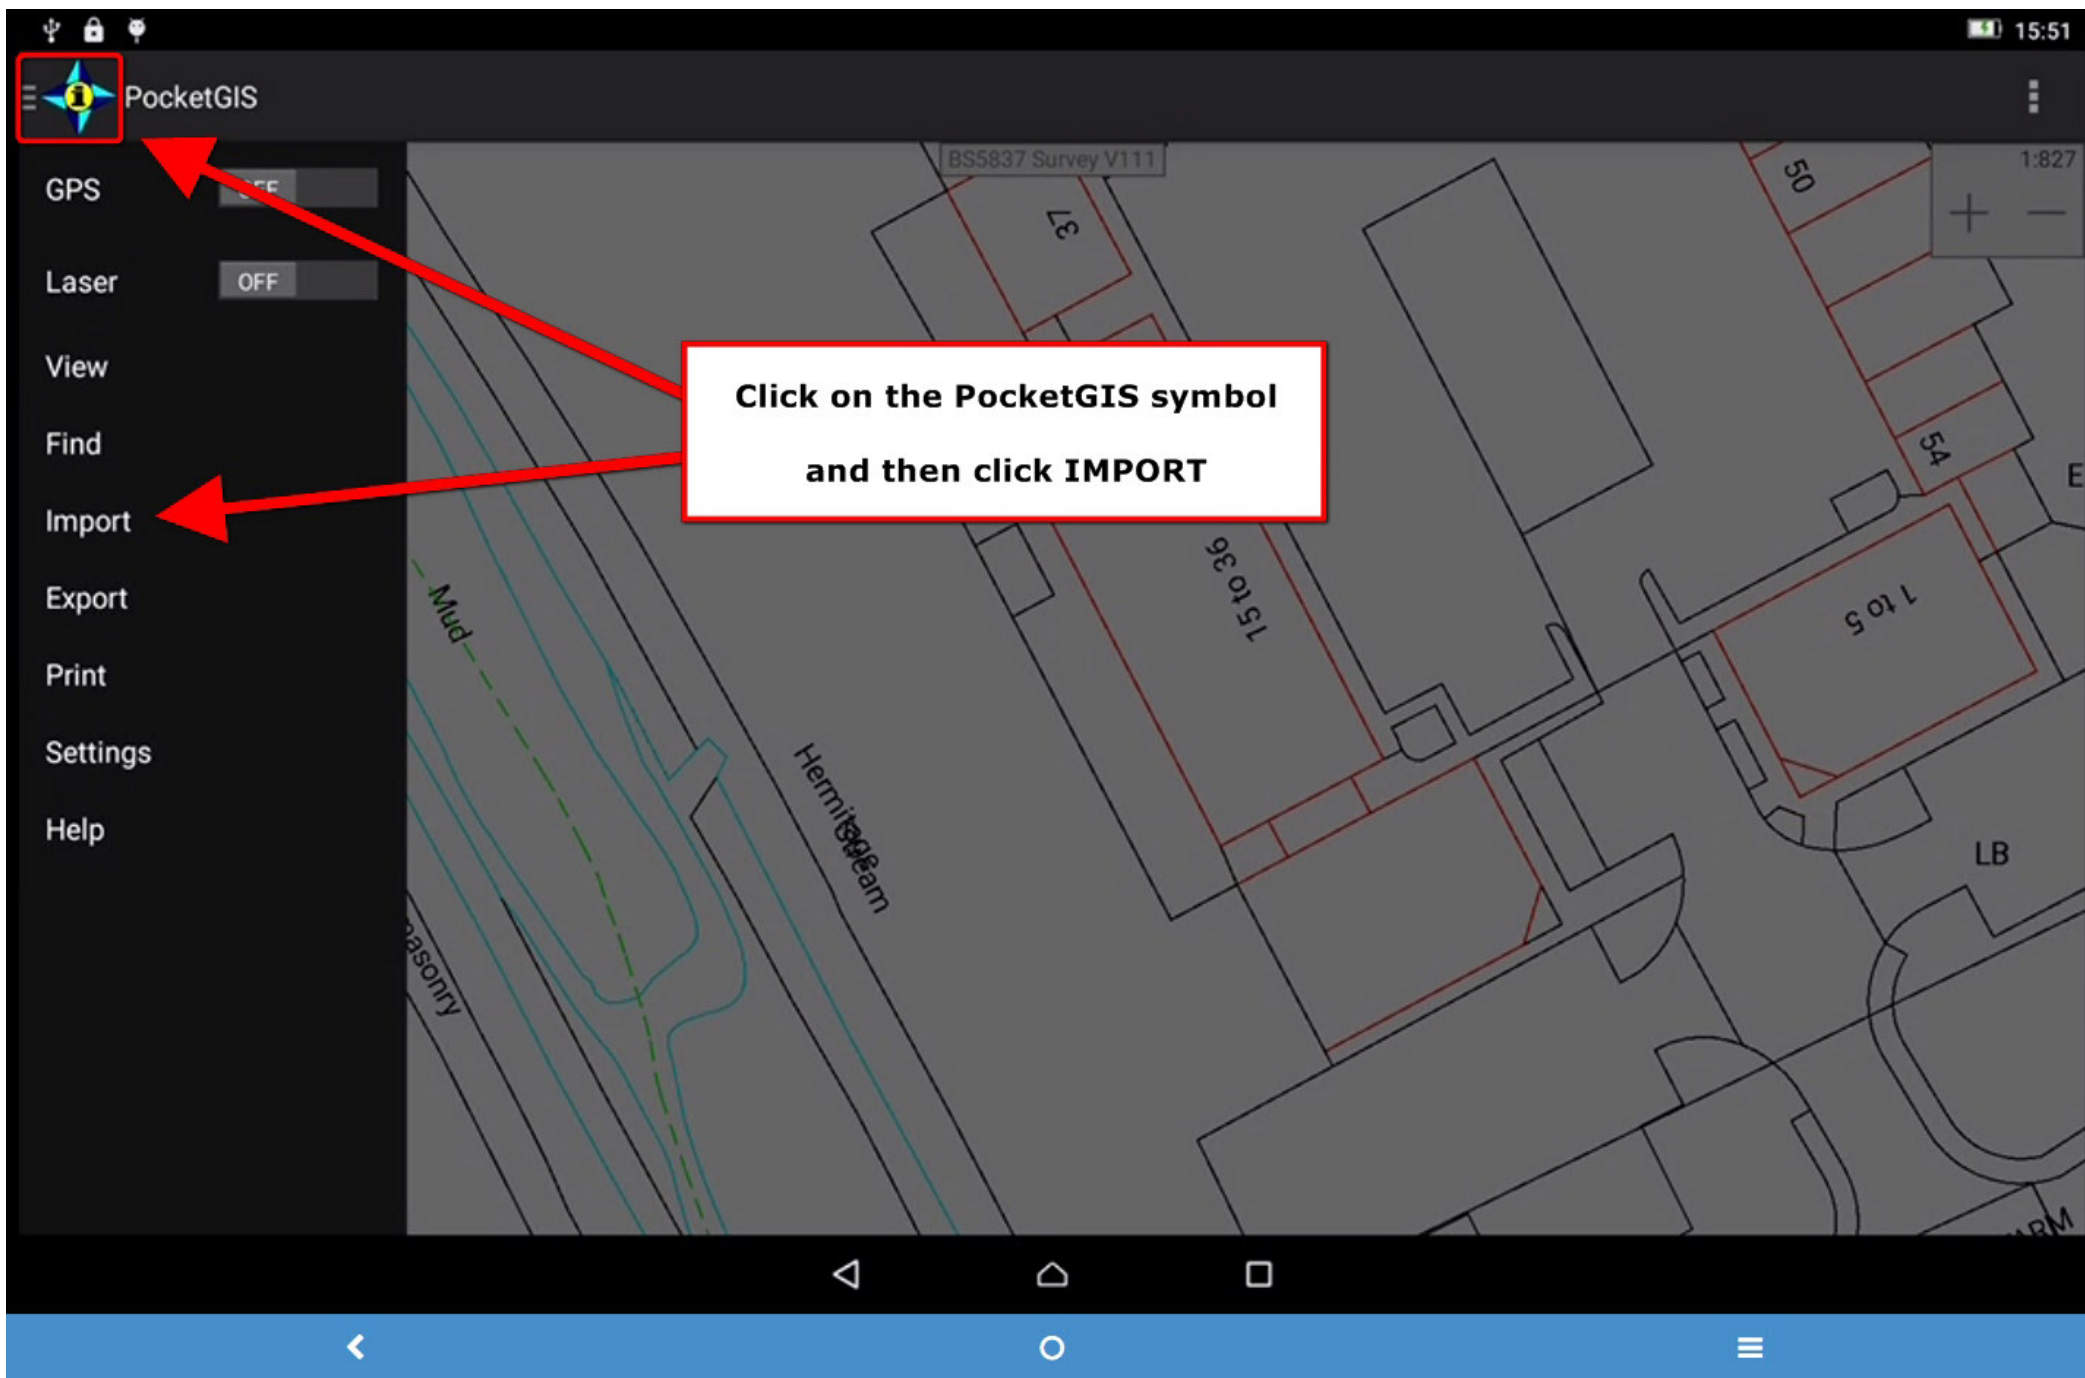 15:51
PocketGIS
BS5837 Survey V111
1:827
GPS
OFF
Laser
OFF
View
Find
Import
Export
Print
Settings
Help
Click on the PocketGIS symbol
and then click IMPORT
37
50
54
E
15 to 36
1 to 5
Mud
Hermitage
Stream
LB